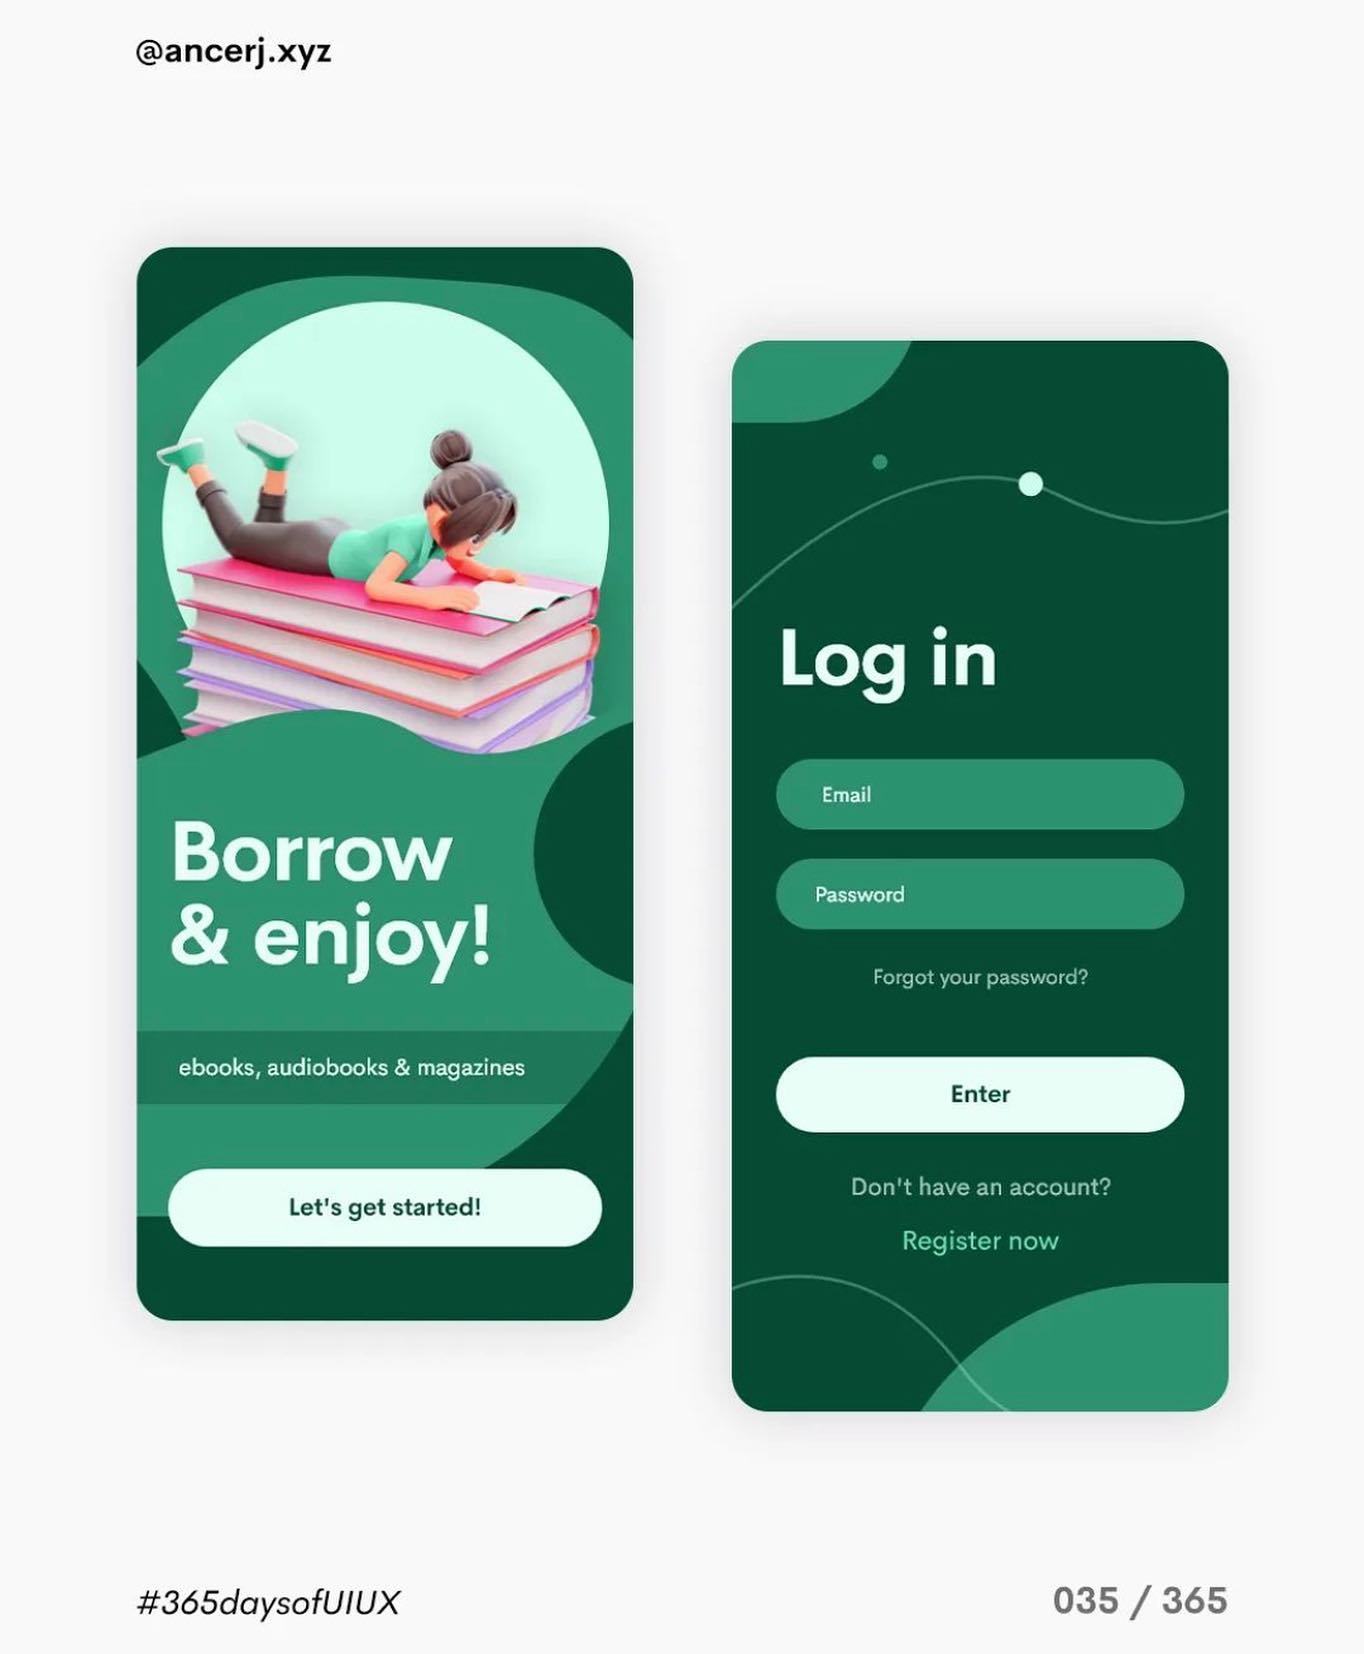 @ancerj.xyz
Borrow
& enjoy!
ebooks, audiobooks & magazines
Let's get started!
Log in
Email
Password
Forgot your password?
Enter
Don't have an account?
Register now
#365daysofUIUX
035 / 365